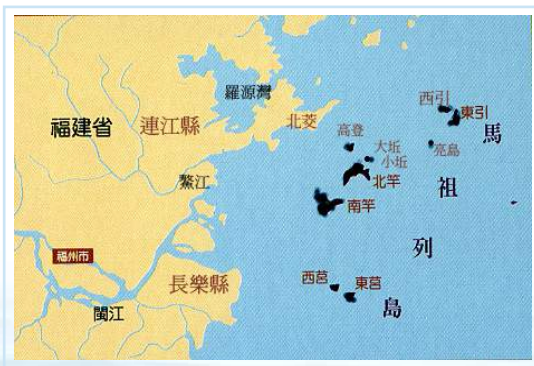 羅源灣
福建省
連江縣
北茭
鰲江
福州市
長樂縣
閩江
西引
東引
高登
大坵
小坵
亮島
北竿
南竿
西莒
東莒
馬祖列島